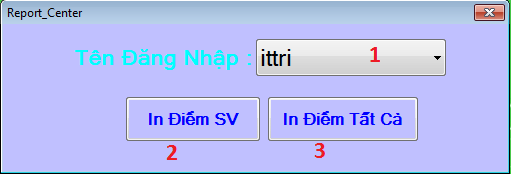 Report_Center
Tên Đăng Nhập : ittri 1
In Điểm SV In Điểm Tất Cả
2 3